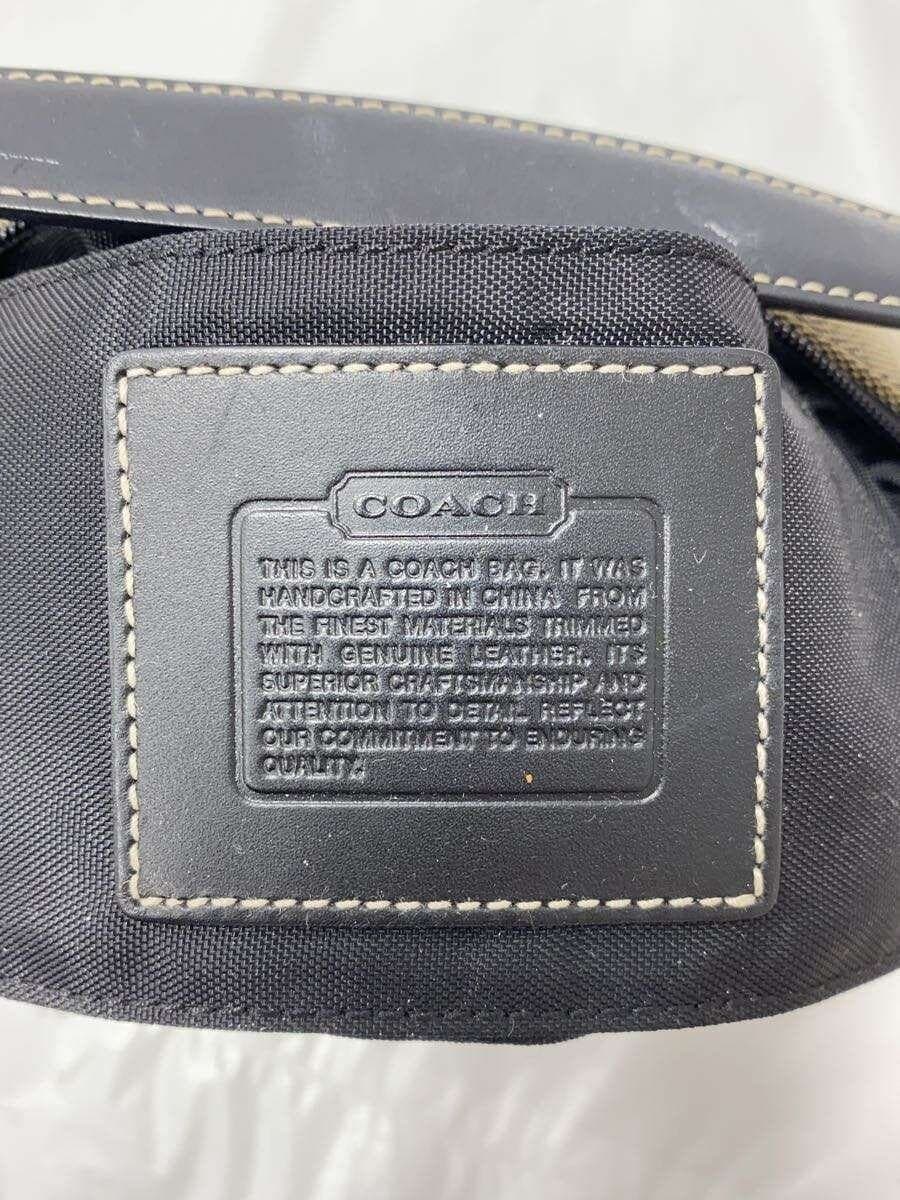 COACH
THIS IS A COACH BAG. IT WAS
HANDCRAFTED IN CHINA FROM
THE FINEST MATERIALS TRIMMED
WITH GENUINE LEATHER. ITS
SUPERIOR CRAFTSMANSHIP AND
ATTENTION TO DETAIL REFLECT
OUR COMMITMENT TO ENDURING
QUALITY.